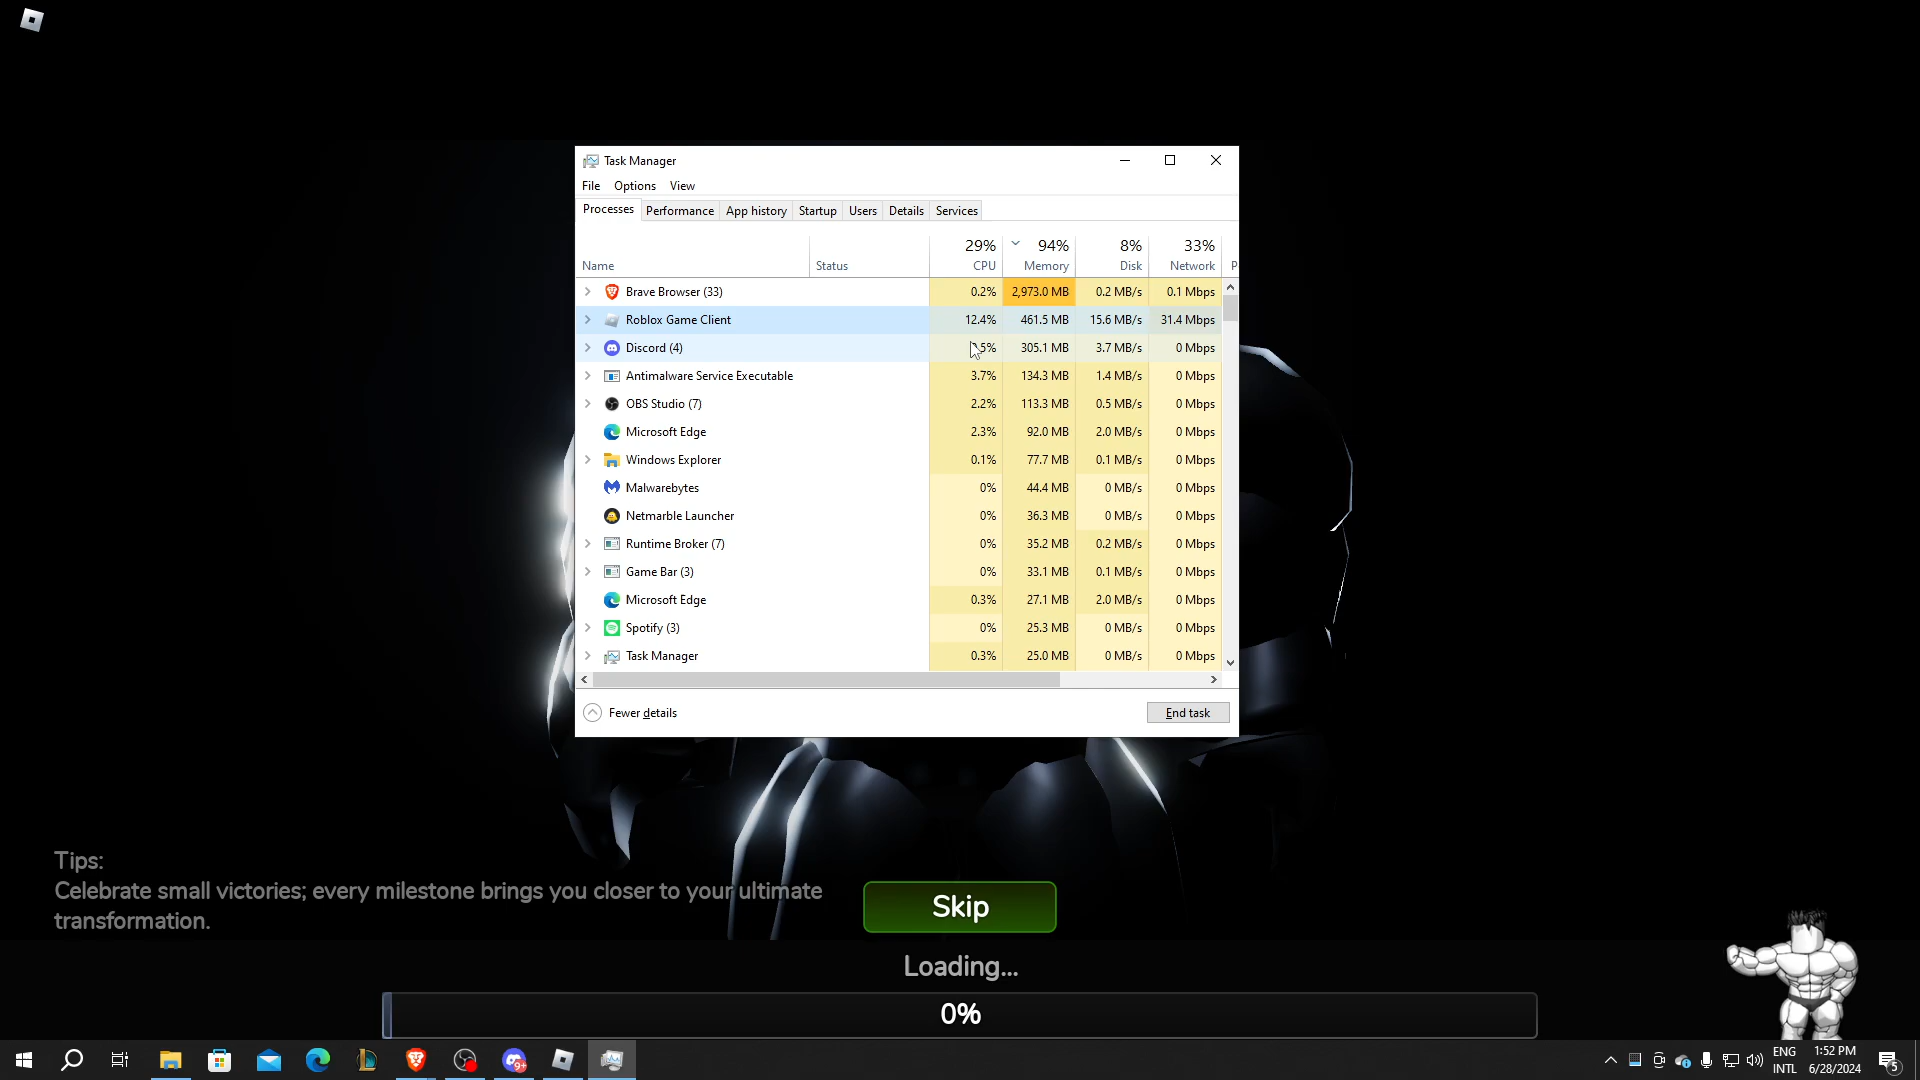 Task Manager
File Options View
Processes Performance App history Startup Users Details Services
29% 94% 8% 33%
Name Status CPU Memory Disk Network P
Brave Browser (33) 0.2% 2,973.0 MB 0.2 MB/s 0.1 Mbps
Roblox Game Client 12.4% 461.5 MB 15.6 MB/s 31.4 Mbps
Discord (4) 305.1 MB 3.7 MB/s 0 Mbps
Antimalware Service Executable 3.7% 134.3 MB 1.4 MB/s 0 Mbps
OBS Studio (7) 2.2% 113.3 MB 0.5 MB/s 0 Mbps
Microsoft Edge 2.3% 92.0 MB 2.0 MB/s 0 Mbps
Windows Explorer 0.1% 77.7 MB 0.1 MB/s 0 Mbps
Malwarebytes 0% 44.4 MB 0 MB/s 0 Mbps
Netmarble Launcher 0% 36.3 MB 0 MB/s 0 Mbps
Runtime Broker (7) 0% 35.2 MB 0.2 MB/s 0 Mbps
Game Bar (3) 0% 33.1 MB 0.1 MB/s 0 Mbps
Microsoft Edge 0.3% 27.1 MB 2.0 MB/s 0 Mbps
Spotify (3) 0% 25.3 MB 0 MB/s 0 Mbps
Task Manager 0.3% 25.0 MB 0 MB/s 0 Mbps
Fewer details End task
Tips:
Celebrate small victories; every milestone brings you closer to your ultimate
transformation.
Skip
Loading...
0%
9+
ENG 1:52 PM
INTL 6/28/2024 5